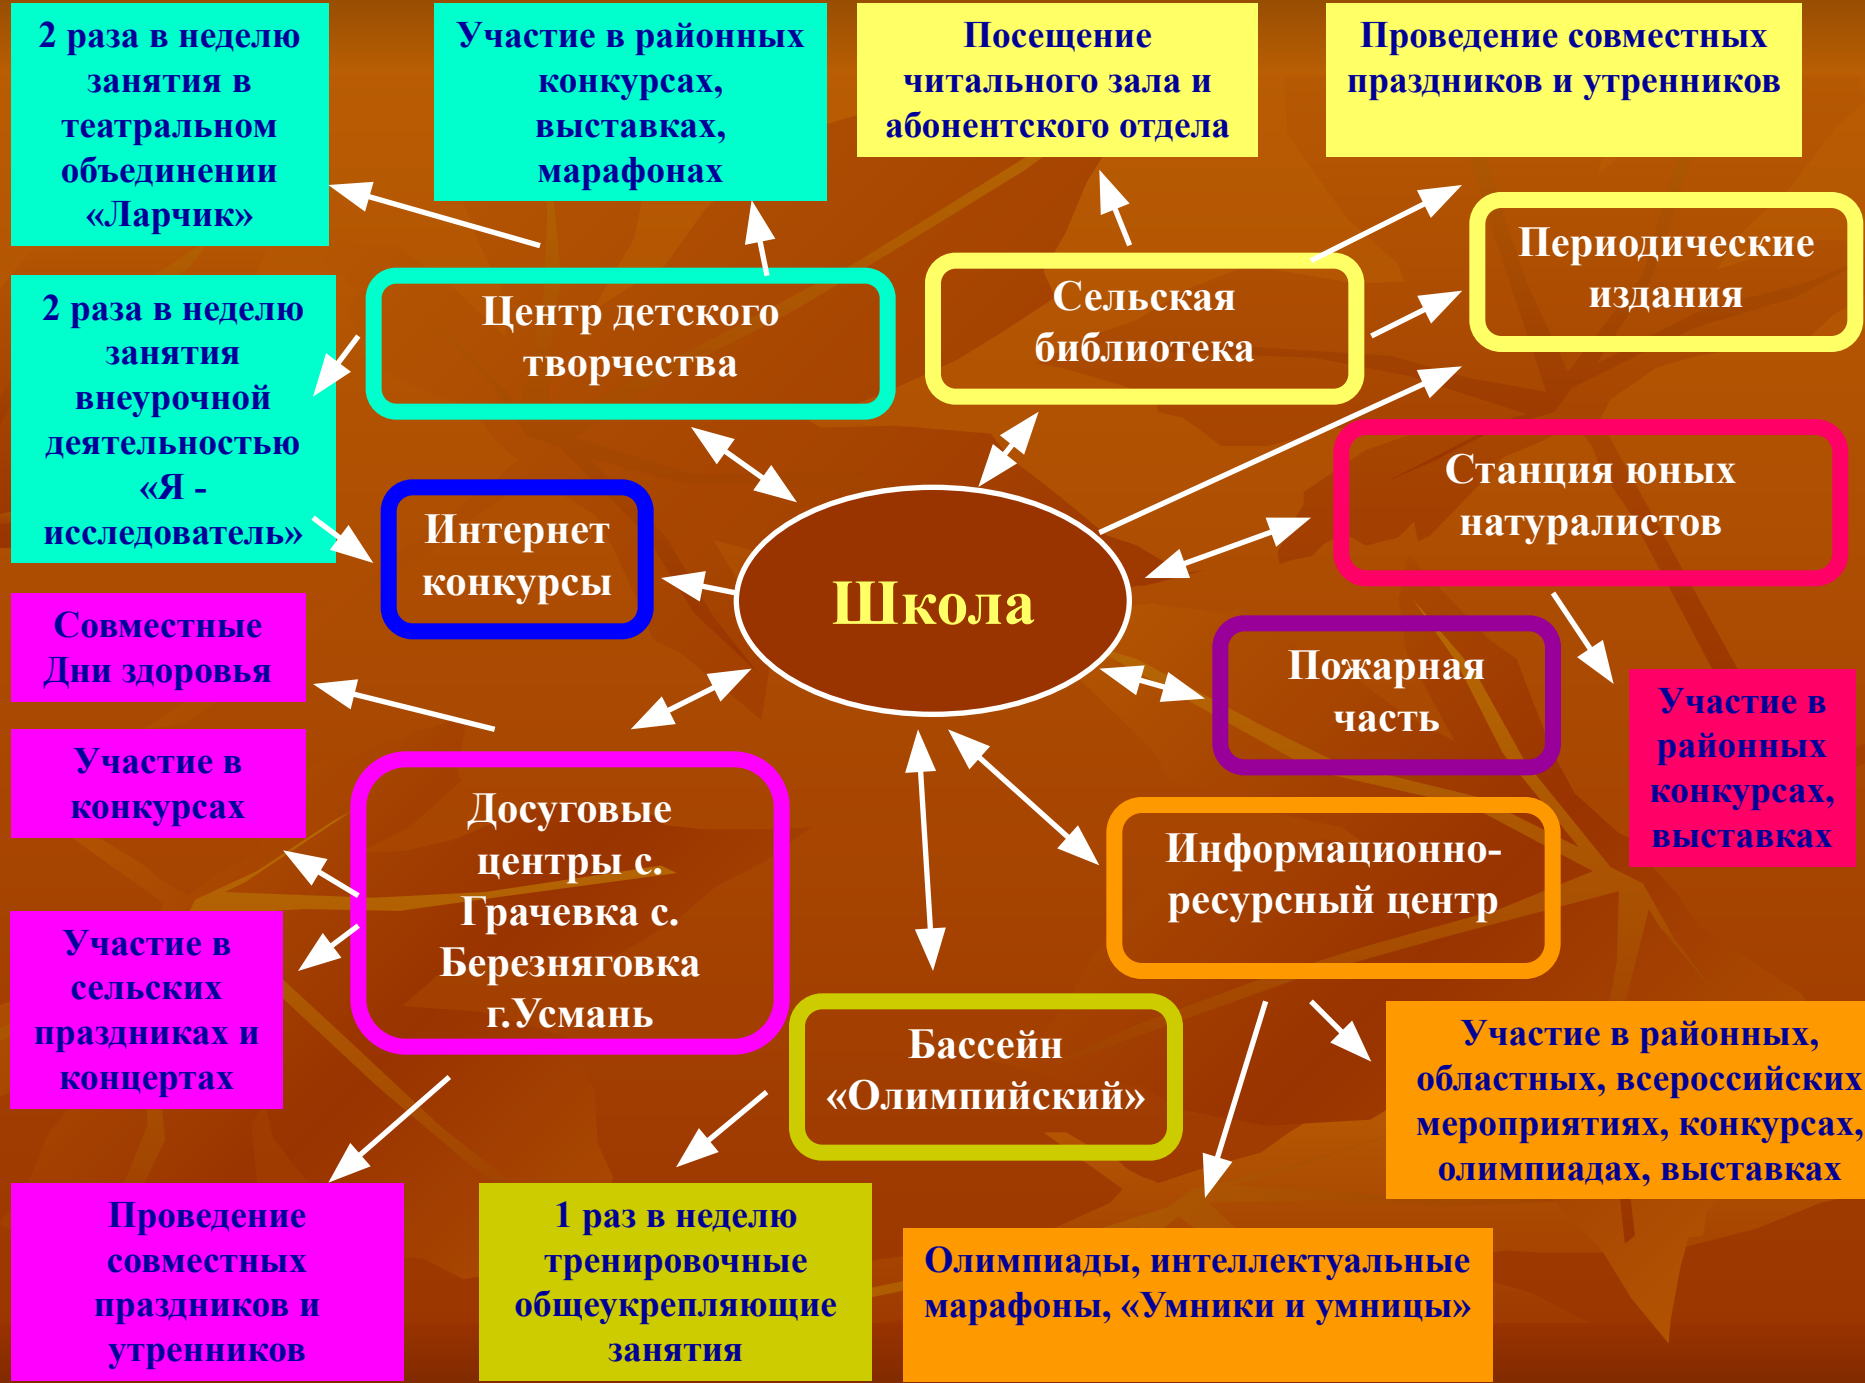 2 раза в неделю
занятия в
театральном
объединении
«Ларчик»
Участие в районных
конкурсах,
выставках,
марафонах
Посещение
читального зала и
абонентского отдела
Проведение совместных
праздников и утренников
Периодические
издания
2 раза в неделю
занятия
внеурочной
деятельностью
«Я -
исследователь»
Центр детского
творчества
Сельская
библиотека
Станция юных
натуралистов
Интернет
конкурсы
Школа
Совместные
Дни здоровья
Пожарная
часть
Участие в
районных
конкурсах,
выставках
Участие в
конкурсах
Досуговые
центры с.
Грачевка с.
Березняговка
г.Усмань
Информационно-
ресурсный центр
Участие в
сельских
праздниках и
концертах
Бассейн
«Олимпийский»
Участие в районных,
областных, всероссийских
мероприятиях, конкурсах,
олимпиадах, выставках
Проведение
совместных
праздников и
утренников
1 раз в неделю
тренировочные
общеукрепляющие
занятия
Олимпиады, интеллектуальные
марафоны, «Умники и умницы»